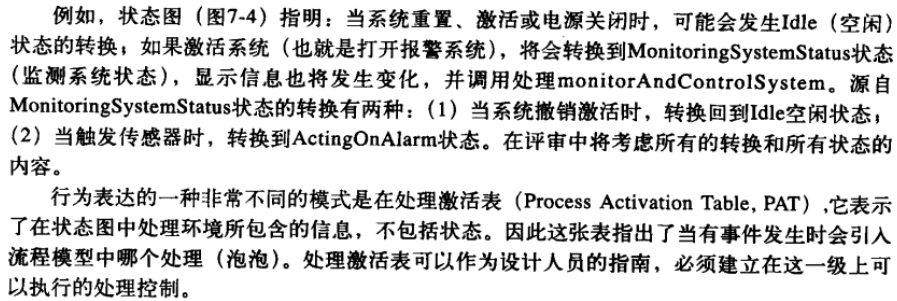 例如，状态图（图7-4）指明：当系统重置、激活或电源关闭时，可能会发生Idle（空闲）
状态的转换；如果激活系统（也就是打开报警系统），将会转换到MonitoringSystemStatus状态
（监测系统状态），显示信息也将发生变化，并调用处理monitorAndControlSystem。源自
MonitoringSystemStatus状态的转换有两种：（1）当系统撤销激活时，转换回到Idle空闲状态；
（2）当触发传感器时，转换到ActingOnAlarm状态。在评审中将考虑所有的转换和所有状态的
内容。
行为表达的一种非常不同的模式是在处理激活表（Process Activation Table, PAT）,它表示
了在状态图中处理环境所包含的信息，不包括状态。因此这张表指出了当有事件发生时会引入
流程模型中哪个处理（泡泡）。处理激活表可以作为设计人员的指南，必须建立在这一级上可
以执行的处理控制。